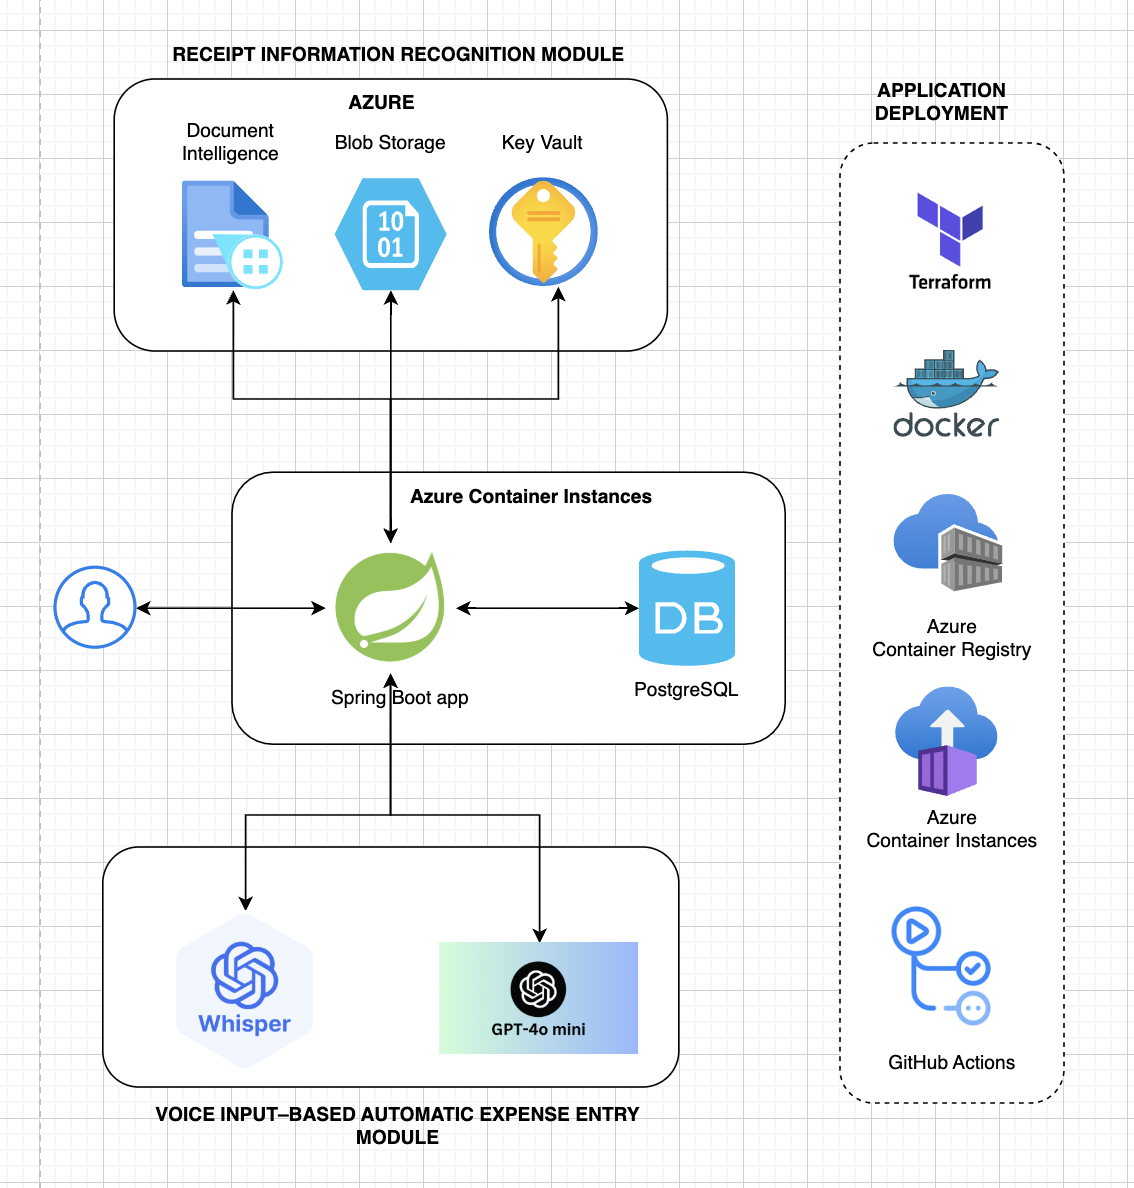 RECEIPT INFORMATION RECOGNITION MODULE
AZURE
Document
Intelligence
Blob Storage
Key Vault
10
01
Azure Container Instances
DB
Spring Boot app
PostgreSQL
Whisper
GPT-4o mini
VOICE INPUT–BASED AUTOMATIC EXPENSE ENTRY
MODULE
APPLICATION
DEPLOYMENT
Terraform
docker
Azure
Container Registry
Azure
Container Instances
GitHub Actions